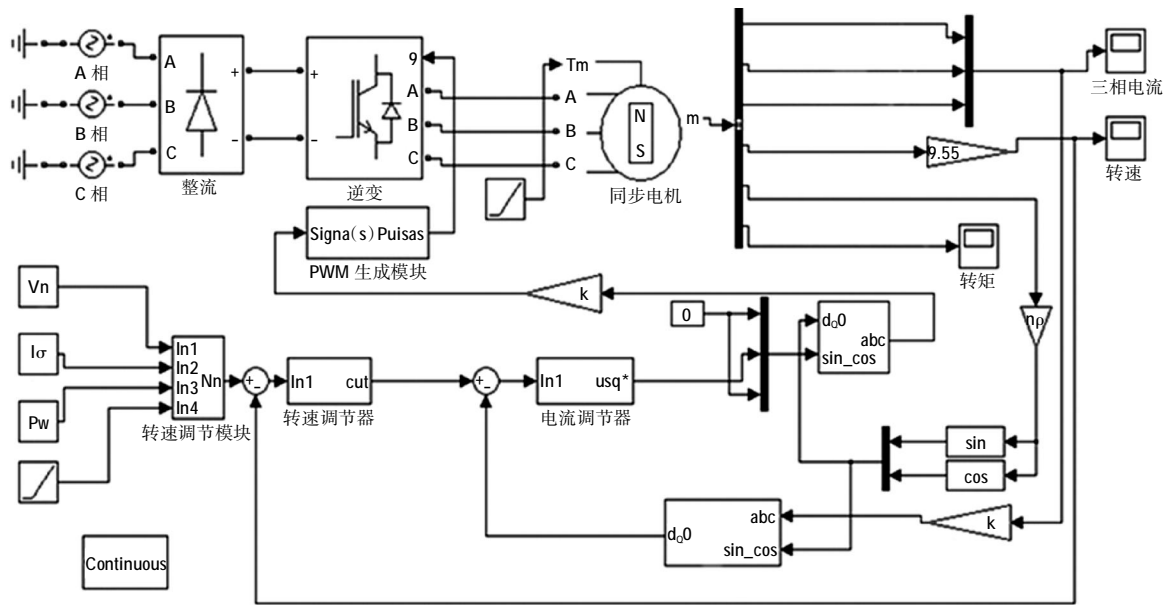 A 相
B 相
C 相
A
B
C
+
−
整流
+
−
9
A
B
C
逆变
Tm
A
B
C
N
S
m
同步电机
三相电流
9.55
转速
转矩
Signa(s) Puisas
PWM 生成模块
k
Vn
Iσ
Pw
In1
In2
In3
In4
Nn
转速调节模块
+
−
In1
cut
转速调节器
+
−
In1
usq*
电流调节器
0
dQ0
abc
sin_cos
nρ
sin
cos
k
abc
dQ0
sin_cos
Continuous